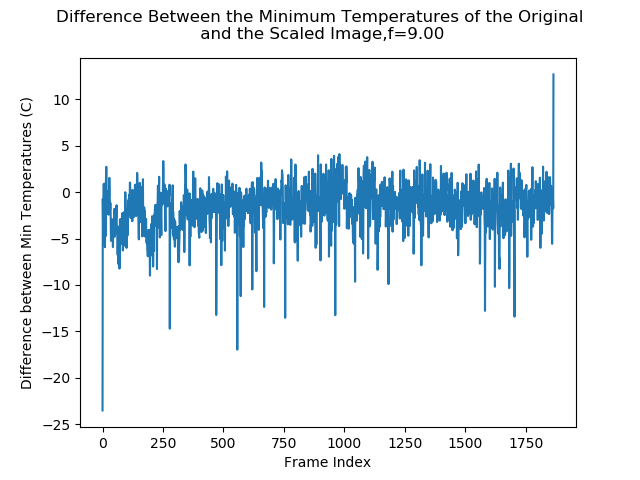 Difference Between the Minimum Temperatures of the Original
and the Scaled Image,f=9.00
10
5
0
−5
−10
−15
−20
−25
Difference between Min Temperatures (C)
0 250 500 750 1000 1250 1500 1750
Frame Index